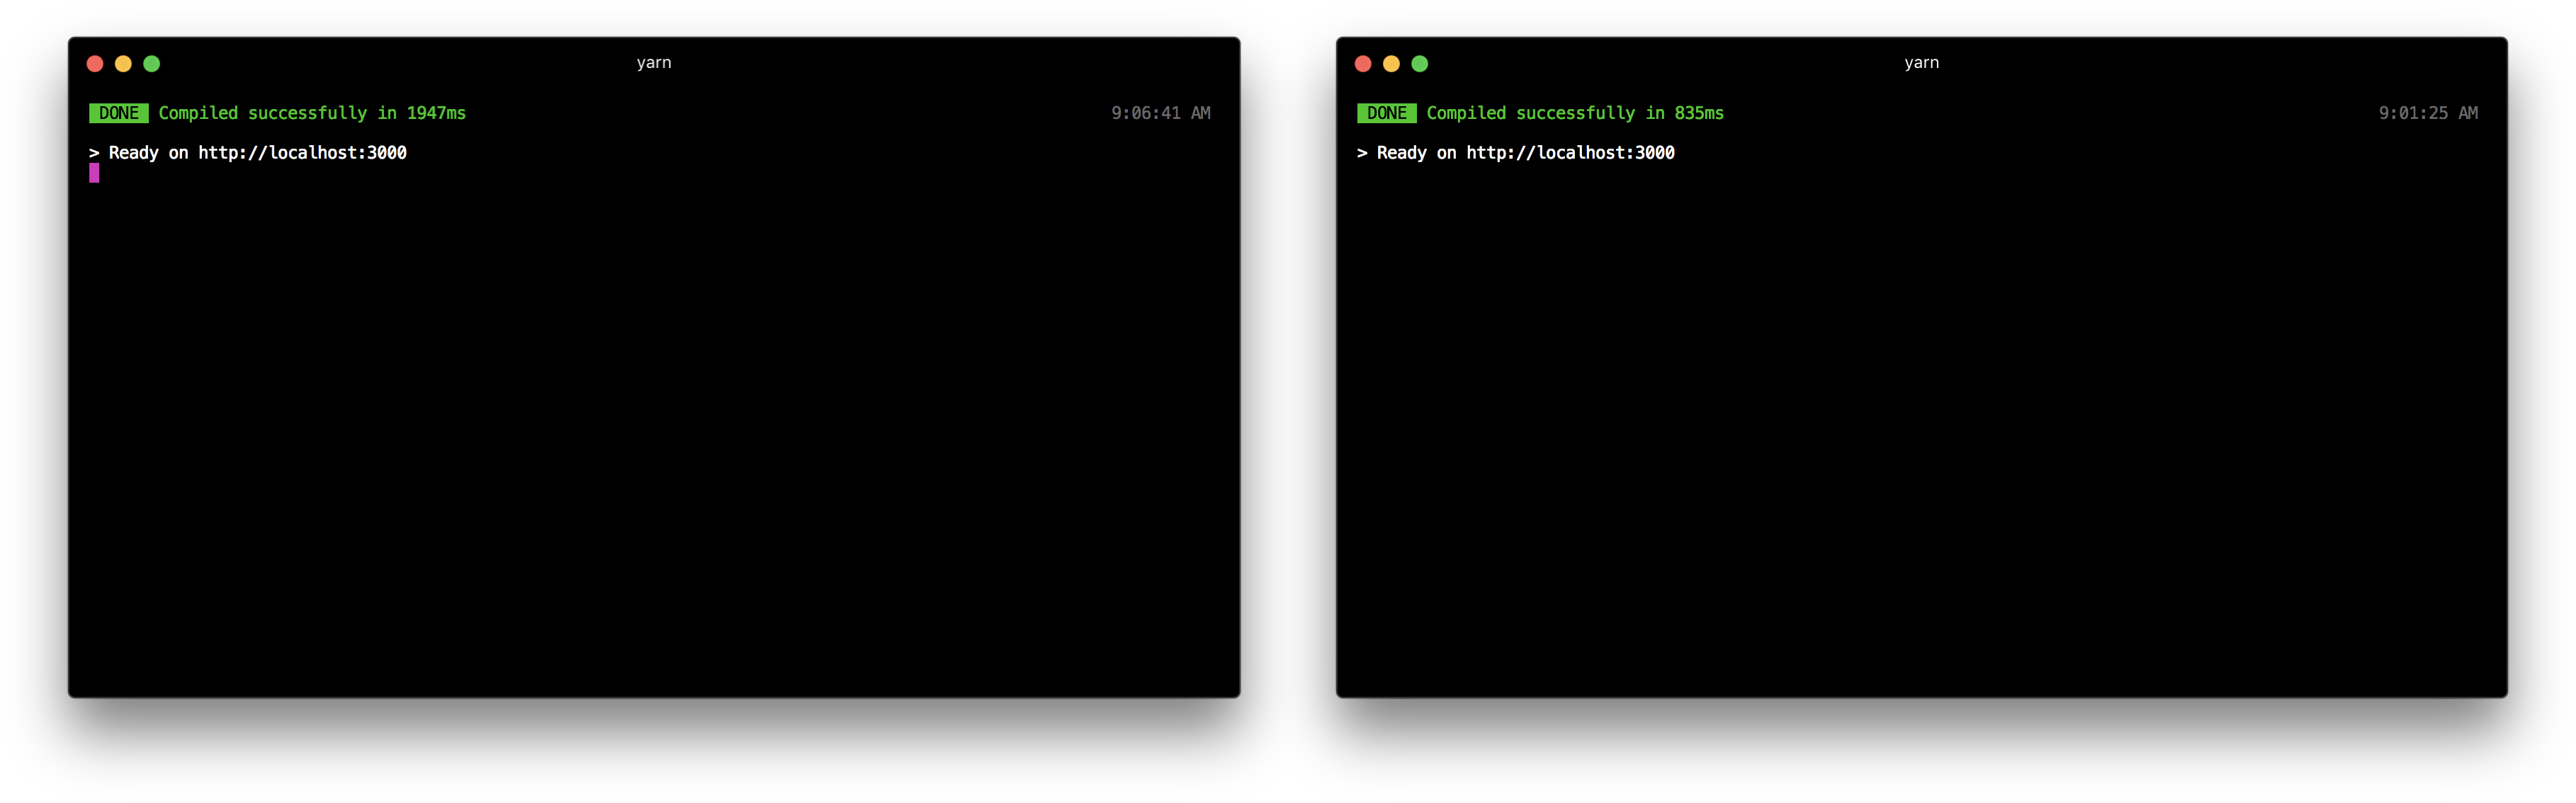 yarn
DONE Compiled successfully in 1947ms 9:06:41 AM
> Ready on http://localhost:3000
yarn
DONE Compiled successfully in 835ms 9:01:25 AM
> Ready on http://localhost:3000